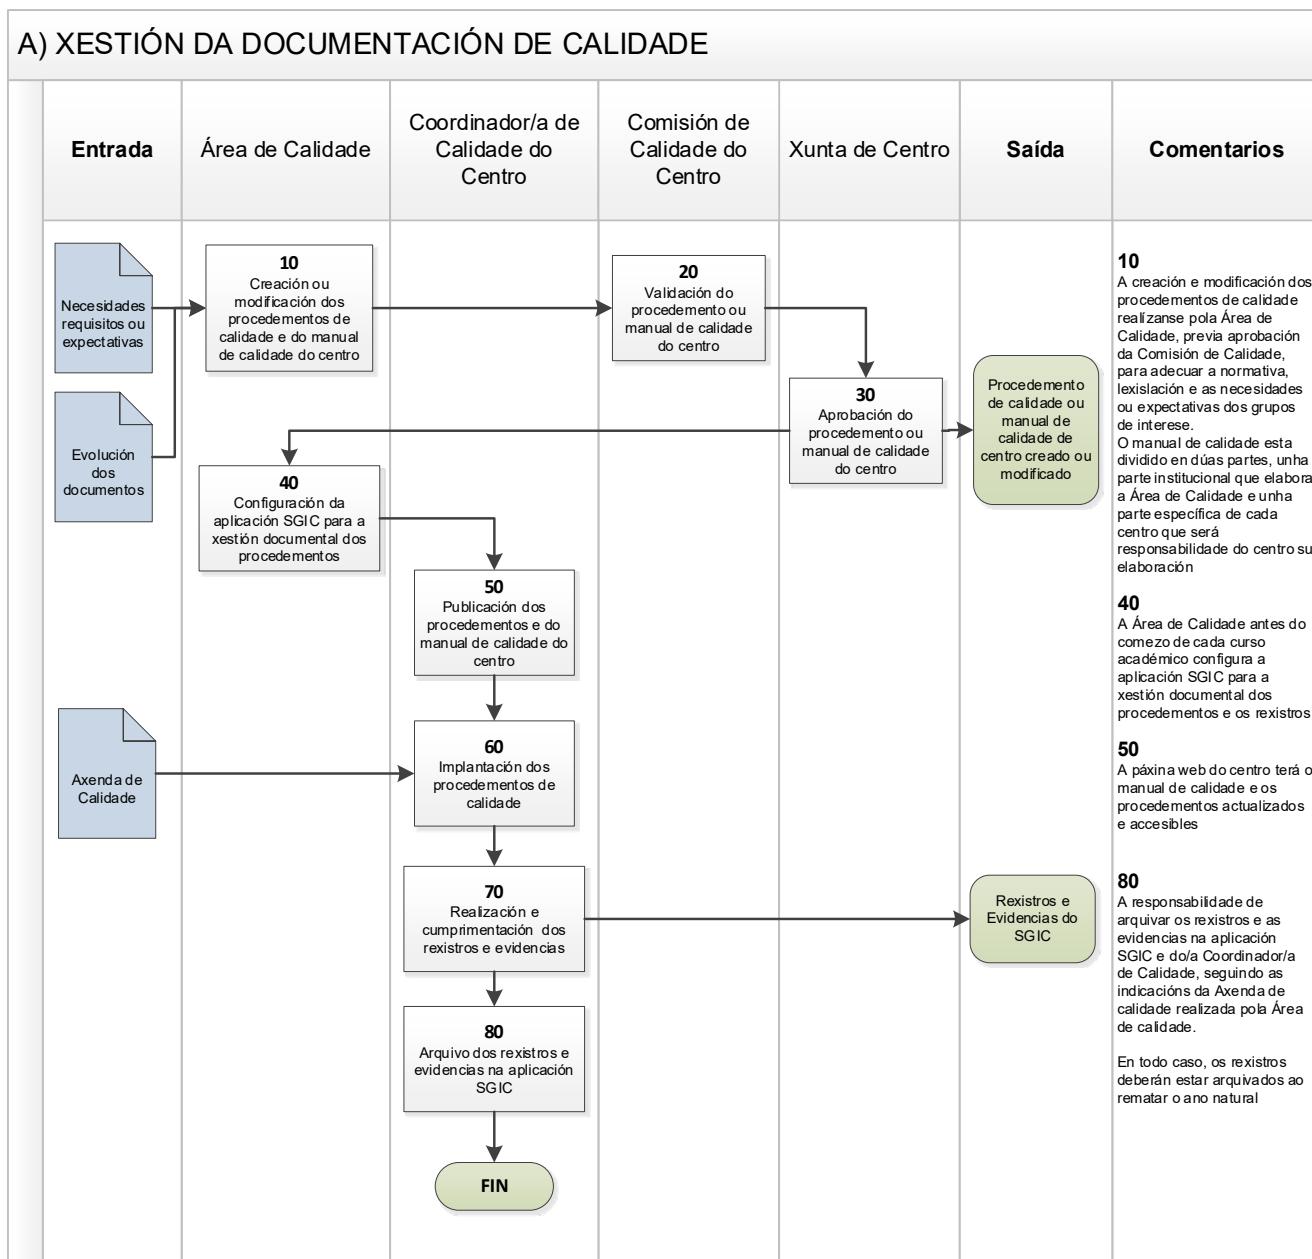 A) XESTIÓN DA DOCUMENTACIÓN DE CALIDADE
Entrada
Área de Calidade
Coordinador/a de
Calidade do
Centro
Comisión de
Calidade do
Centro
Xunta de Centro
Saída
Comentarios
Necesidades
requisitos ou
expectativas
Evolución
dos
documentos
10
Creación ou
modificación dos
procedementos de
calidade e do manual
de calidade do centro
20
Validación do
procedemento ou
manual de calidade
do centro
30
Aprobación do
procedemento ou
manual de calidade
do centro
Procedemento
de calidade ou
manual de
calidade de
centro creado ou
modificado
40
Configuración da
aplicación SGIC para a
xestión documental dos
procedementos
50
Publicación dos
procedementos e do
manual de calidade do
centro
Axenda de
Calidade
60
Implantación dos
procedementos de
calidade
70
Realización e
cumprimentación dos
rexistros e evidencias
Rexistros e
Evidencias do
SGIC
80
Arquivo dos rexistros e
evidencias na aplicación
SGIC
FIN
10
A creación e modificación dos
procedementos de calidade
realízanse pola Área de
Calidade, previa aprobación
da Comisión de Calidade,
para adecuar a normativa,
lexislación e as necesidades
ou expectativas dos grupos
de interese.
O manual de calidade esta
dividido en dúas partes, unha
parte institucional que elabora
a Área de Calidade e unha
parte específica de cada
centro que será
responsabilidade do centro su
elaboración
40
A Área de Calidade antes do
comezo de cada curso
académico configura a
aplicación SGIC para a
xestión documental dos
procedementos e os rexistros
50
A páxina web do centro terá o
manual de calidade e os
procedementos actualizados
e accesibles
80
A responsabilidade de
arquivar os rexistros e as
evidencias na aplicación
SGIC e do/a Coordinador/a
de Calidade, seguindo as
indicacións da Axenda de
calidade realizada pola Área
de calidade.
En todo caso, os rexistros
deberán estar arquivados ao
rematar o ano natural